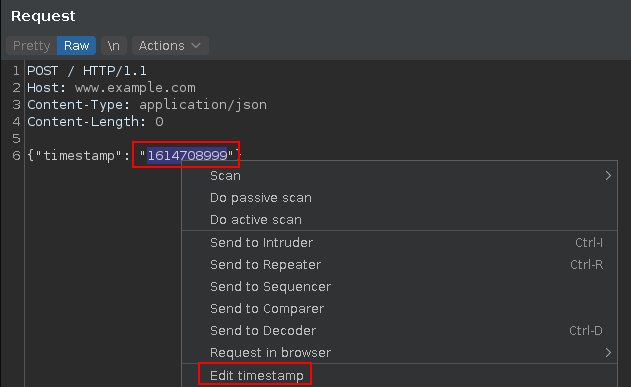 Request
Pretty Raw \n Actions
1 POST / HTTP/1.1
2 Host: www.example.com
3 Content-Type: application/json
4 Content-Length: 0
5
6 {"timestamp": "1614708999"}
Scan
Do passive scan
Do active scan
Send to Intruder Ctrl-I
Send to Repeater Ctrl-R
Send to Sequencer
Send to Comparer
Send to Decoder Ctrl-D
Request in browser
Edit timestamp